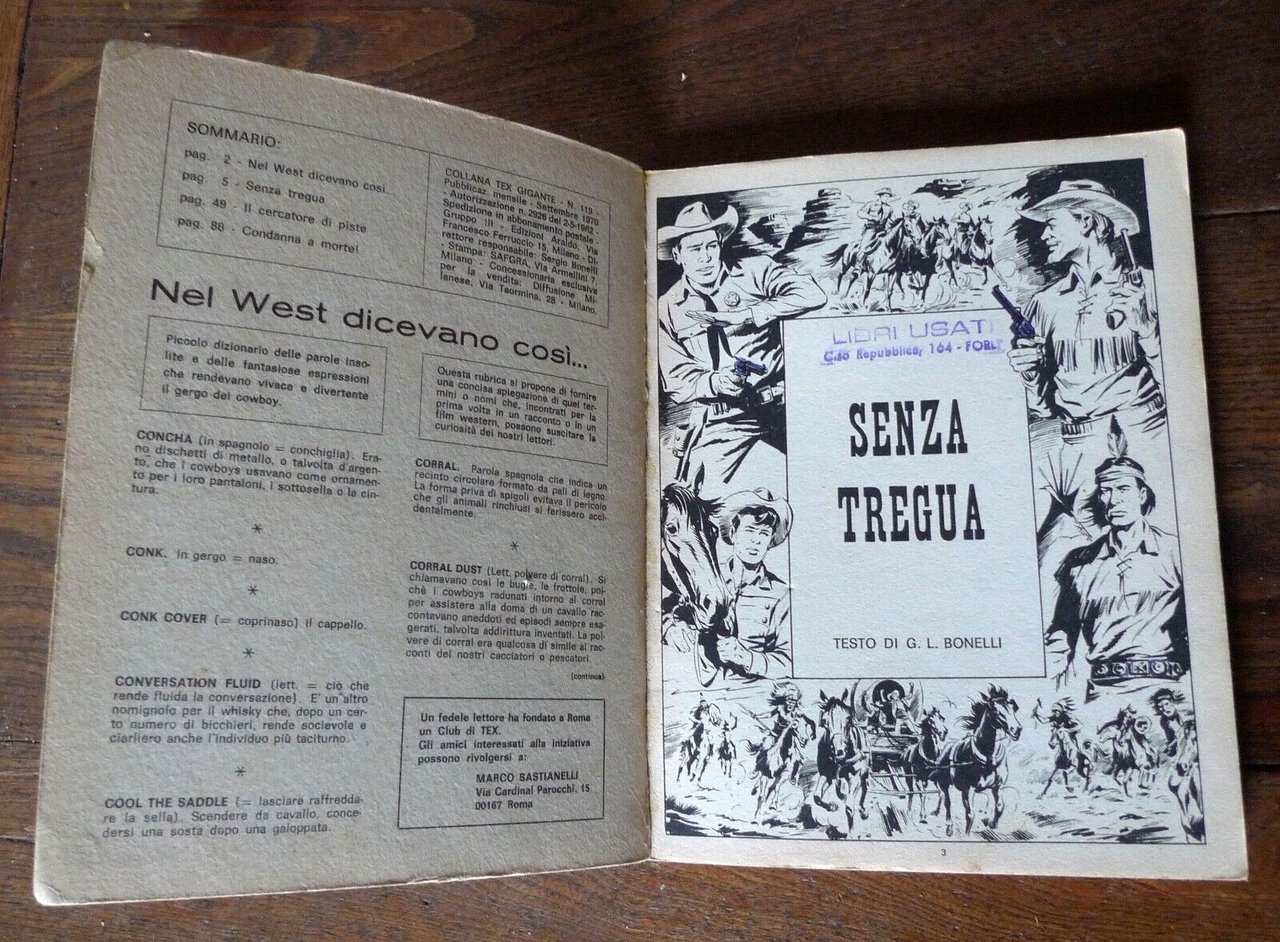 SOMMARIO:
pag. 2 - Nel West dicevano così...
pag. 5 - Senza tregua
pag. 49 - Il cercatore di piste
pag. 88 - Condanna a morte!
COLLANA TEX GIGANTE - N. 119 -
Pubblicaz mensile - Settembre 1970
- Autorizzazione n. 2926 del 2-5-1952 -
Spedizione in abbonamento postale -
Gruppo III - Edizioni Araldo, Via
Francesco Ferruccio 15, Milano - Di-
rettore responsabile: Sergio Bonelli
- Stampa: SAFGRA, Via Armellini 7,
Milano - Concessionaria esclusiva
per la vendita: Diffusione Mi-
lanese, Via Taormina, 28 - Milano.
Nel West dicevano così...
Piccolo dizionario delle parole inso-
lite e delle fantasiose espressioni
che rendevano vivace e divertente
il gergo dei cowboy.
CONCHA (In spagnolo = conchiglia). Era-
no dischetti di metallo, o talvolta d'argen-
to, che i cowboys usavano come ornamen-
to per i loro pantaloni, i sottosella o la cin-
tura.
*
CONK. In gergo = naso.
*
CONK COVER (= coprinaso) il cappello.
*
CONVERSATION FLUID (lett. = ciò che
rende fluida la conversazione). E' un'altro
nomignolo per il whisky che, dopo un cer-
to numero di bicchieri, rende socievole e
ciarliero anche l'individuo più taciturno.
*
COOL THE SADDLE (= lasciare raffredda-
re la sella). Scendere da cavallo, conce-
dersi una sosta dopo una galoppata.
Questa rubrica si propone di fornire
una concisa spiegazione di quei ter-
mini o nomi che, incontrati per la
prima volta in un racconto o in un
film western, possono suscitare la
curiosità dei nostri lettori.
CORRAL. Parola spagnola che indica un
recinto circolare formato da pali di legno.
La forma priva di spigoli evitava il pericolo
che gli animali rinchiusi si ferissero acci-
dentalmente.
*
CORRAL DUST (Lett. polvere di corral). Si
chiamavano così le bugie, le frottole, poi-
chè i cowboys radunati intorno al corral
per assistere alla doma di un cavallo rac-
contavano aneddoti ed episodi sempre esa-
gerati, talvolta addirittura inventati. La pol-
vere di corral era qualcosa di simile ai rac-
conti dei nostri cacciatori o pescatori.
(continua)
Un fedele lettore ha fondato a Roma
un Club di TEX.
Gli amici interessati alla iniziativa
possono rivolgersi a:
MARCO BASTIANELLI
Via Cardinal Parocchi, 15
00167 Roma
LIBRI USATI
C.so Repubblica, 164 - FORLI
SENZA
TREGUA
TESTO DI G. L. BONELLI
3